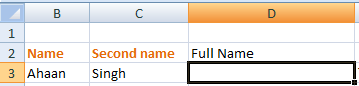 B C D
1
2 Name Second name Full Name
3 Ahaan Singh